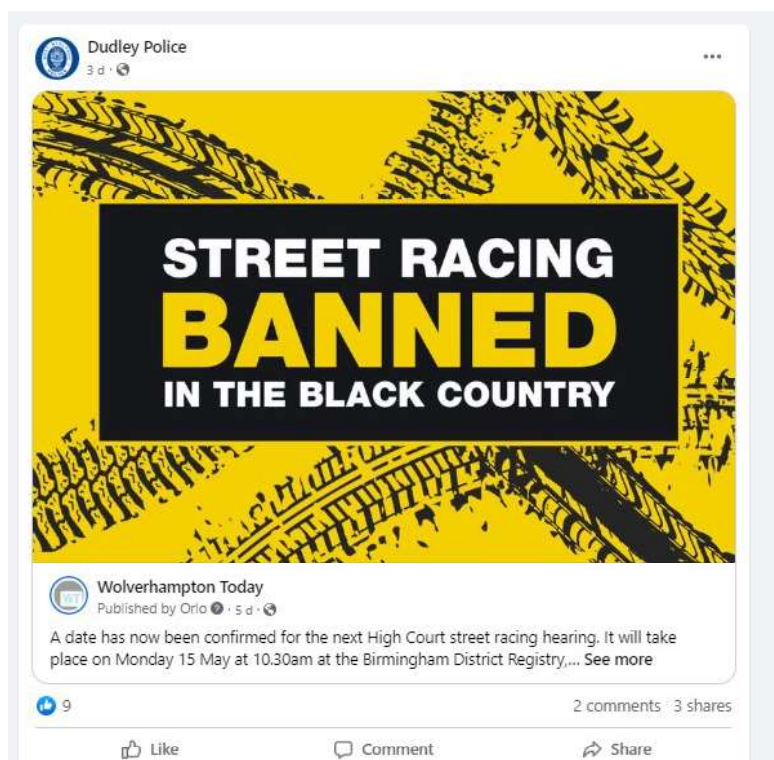 Dudley Police
3 d ·
STREET RACING
BANNED
IN THE BLACK COUNTRY
Wolverhampton Today
Published by Orlo · 5 d ·
A date has now been confirmed for the next High Court street racing hearing. It will take
place on Monday 15 May at 10.30am at the Birmingham District Registry,... See more
9
2 comments 3 shares
Like
Comment
Share